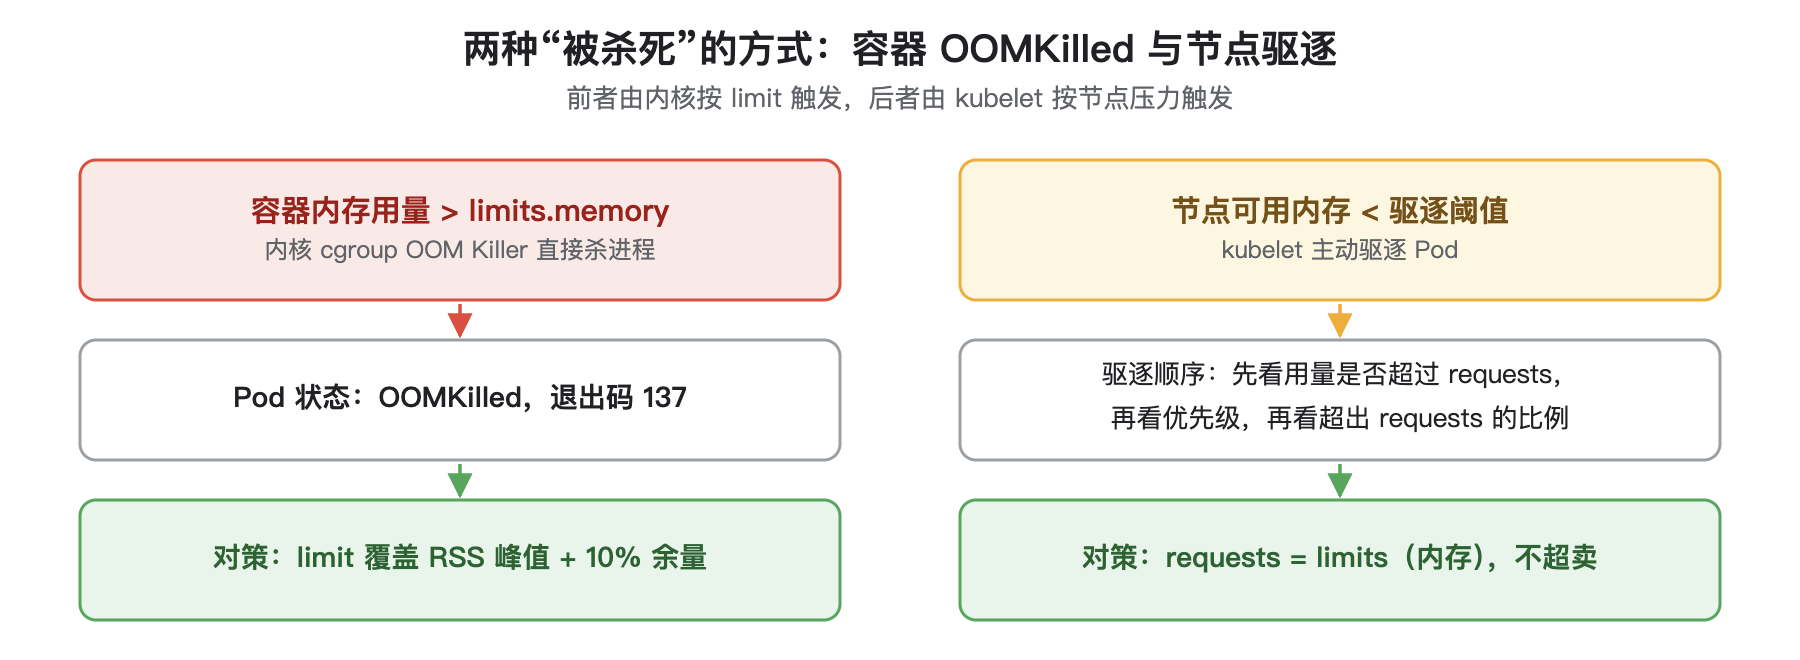 两种“被杀死”的方式：容器 OOMKilled 与节点驱逐
前者由内核按 limit 触发，后者由 kubelet 按节点压力触发
容器内存用量 > limits.memory
内核 cgroup OOM Killer 直接杀进程
Pod 状态：OOMKilled，退出码 137
对策：limit 覆盖 RSS 峰值 + 10% 余量
节点可用内存 < 驱逐阈值
kubelet 主动驱逐 Pod
驱逐顺序：先看用量是否超过 requests，
再看优先级，再看超出 requests 的比例
对策：requests = limits（内存），不超卖